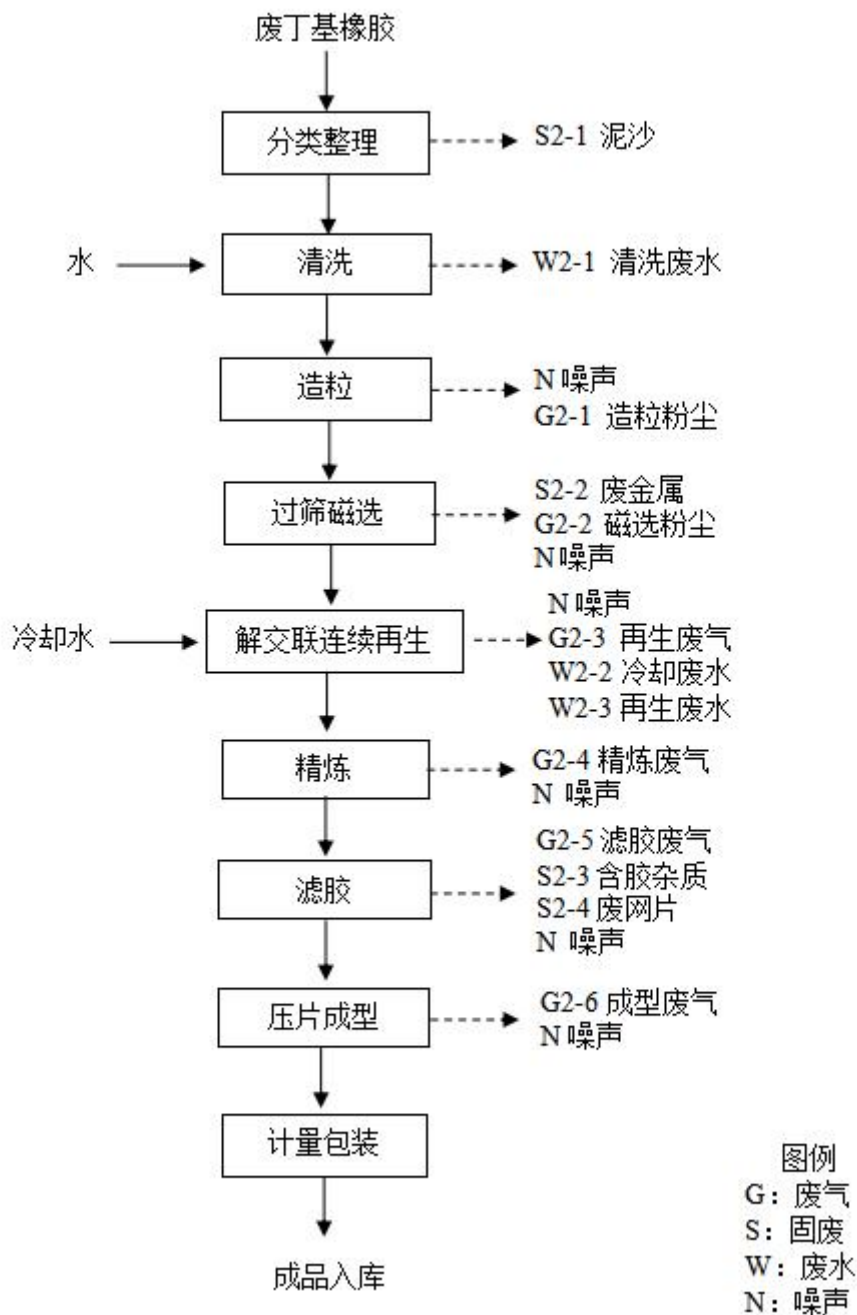 废丁基橡胶
分类整理
S2-1 泥沙
水
清洗
W2-1 清洗废水
造粒
N 噪声
G2-1 造粒粉尘
过筛磁选
S2-2 废金属
G2-2 磁选粉尘
N 噪声
冷却水
解交联连续再生
N 噪声
G2-3 再生废气
W2-2 冷却废水
W2-3 再生废水
精炼
G2-4 精炼废气
N 噪声
滤胶
G2-5 滤胶废气
S2-3 含胶杂质
S2-4 废网片
N 噪声
压片成型
G2-6 成型废气
N 噪声
计量包装
成品入库
图例
G：废气
S：固废
W：废水
N：噪声